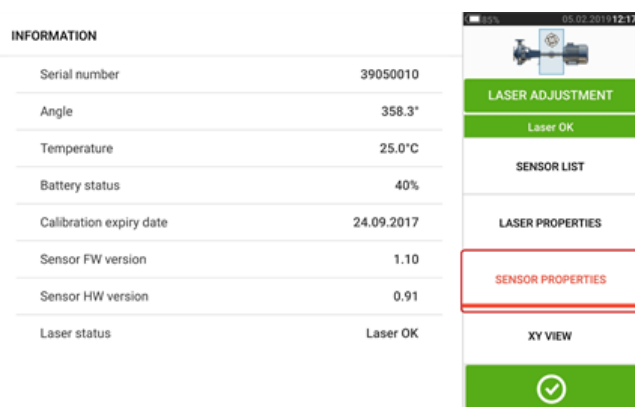 85% 05.02.2019 12:17
INFORMATION
Serial number 39050010
Angle 358.3°
Temperature 25.0°C
Battery status 40%
Calibration expiry date 24.09.2017
Sensor FW version 1.10
Sensor HW version 0.91
Laser status Laser OK
LASER ADJUSTMENT
Laser OK
SENSOR LIST
LASER PROPERTIES
SENSOR PROPERTIES
XY VIEW